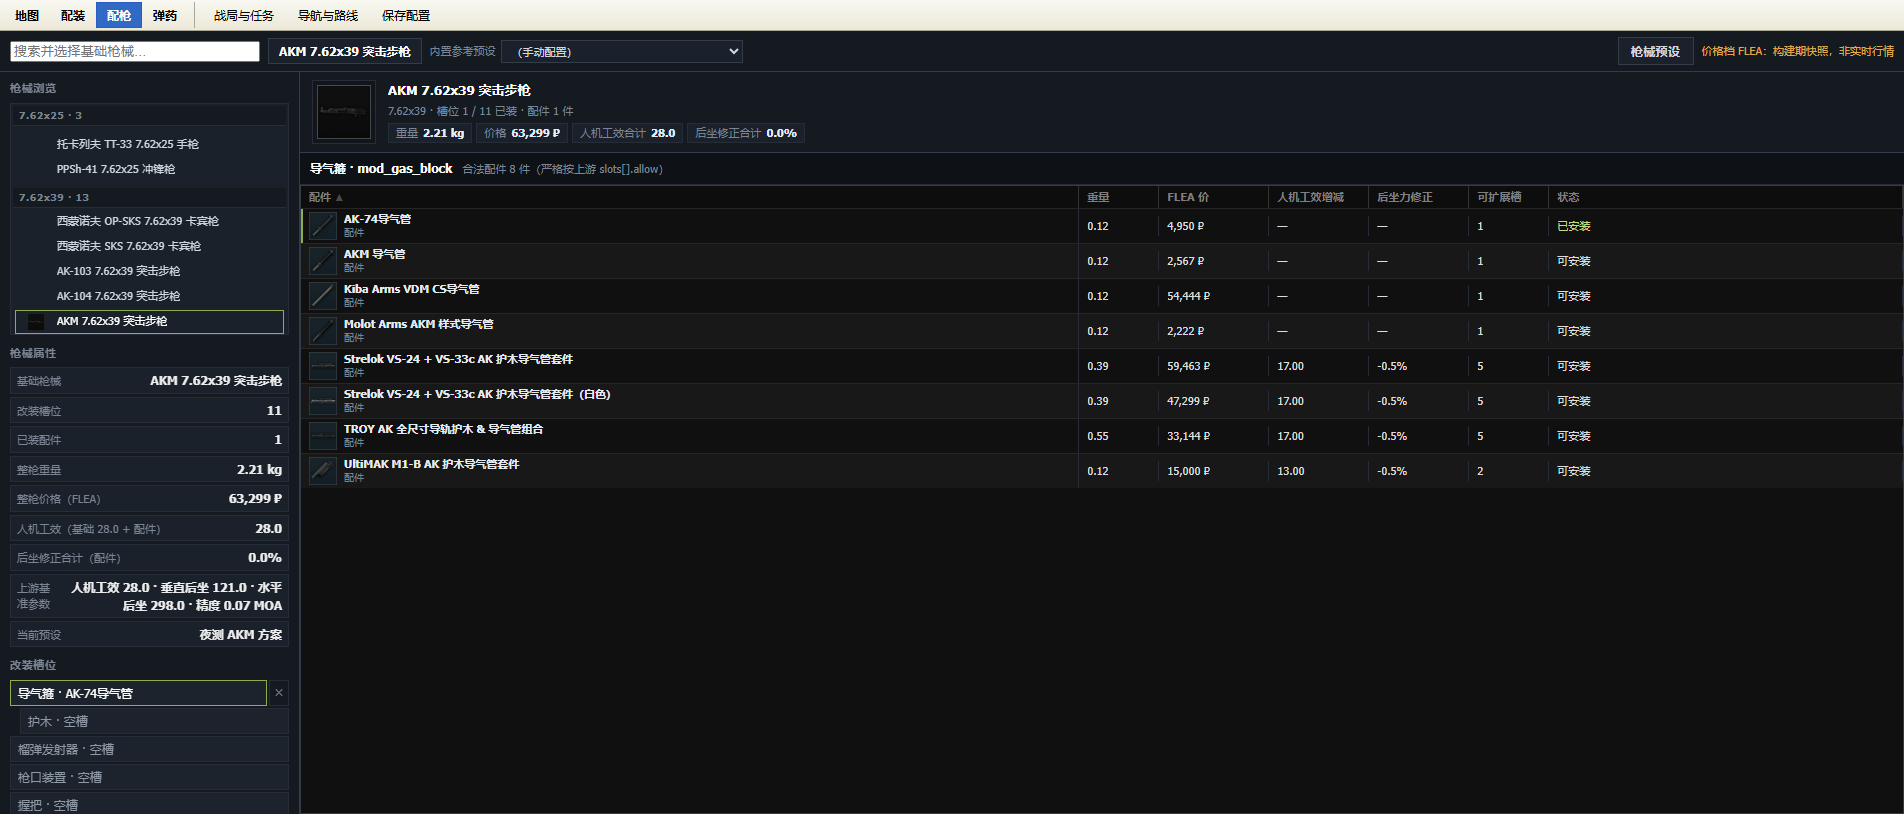 地图 配装 配枪 弹药 战局与任务 导航与路线 保存配置
搜索并选择基础枪械... AKM 7.62x39 突击步枪 内置参考预设 (手动配置) 枪械预设 价格档 FLEA：构建期快照，非实时行情
枪械浏览
7.62x25 · 3
托卡列夫 TT-33 7.62x25 手枪
PPSh-41 7.62x25 冲锋枪
7.62x39 · 13
西蒙诺夫 OP-SKS 7.62x39 卡宾枪
西蒙诺夫 SKS 7.62x39 卡宾枪
AK-103 7.62x39 突击步枪
AK-104 7.62x39 突击步枪
AKM 7.62x39 突击步枪
枪械属性
基础枪械 AKM 7.62x39 突击步枪
改装槽位 11
已装配件 1
整枪重量 2.21 kg
整枪价格（FLEA） 63,299 ₽
人机工效（基础 28.0 + 配件） 28.0
后坐修正合计（配件） 0.0%
上游基准参数 人机工效 28.0 · 垂直后坐 121.0 · 水平
后坐 298.0 · 精度 0.07 MOA
当前预设 夜测 AKM 方案
改装槽位
导气箍 · AK-74导气管 ×
护木 · 空槽
榴弹发射器 · 空槽
枪口装置 · 空槽
握把 · 空槽
AKM 7.62x39 突击步枪
7.62x39 · 槽位 1 / 11 已装 · 配件 1 件
重量 2.21 kg 价格 63,299 ₽ 人机工效合计 28.0 后坐修正合计 0.0%
导气箍 · mod_gas_block 合法配件 8 件（严格按上游 slots[].allow）
配件 ▲ 重量 FLEA 价 人机工效增减 后坐力修正 可扩展槽 状态
AK-74导气管
配件 0.12 4,950 ₽ — — 1 已安装
AKM 导气管
配件 0.12 2,567 ₽ — — 1 可安装
Kiba Arms VDM CS导气管
配件 0.12 54,444 ₽ — — 1 可安装
Molot Arms AKM 样式导气管
配件 0.12 2,222 ₽ — — 1 可安装
Strelok VS-24 + VS-33c AK 护木导气管套件
配件 0.39 59,463 ₽ 17.00 -0.5% 5 可安装
Strelok VS-24 + VS-33c AK 护木导气管套件（白色）
配件 0.39 47,299 ₽ 17.00 -0.5% 5 可安装
TROY AK 全尺寸导轨护木 & 导气管组合
配件 0.55 33,144 ₽ 17.00 -0.5% 5 可安装
UltiMAK M1-B AK 护木导气管套件
配件 0.12 15,000 ₽ 13.00 -0.5% 2 可安装